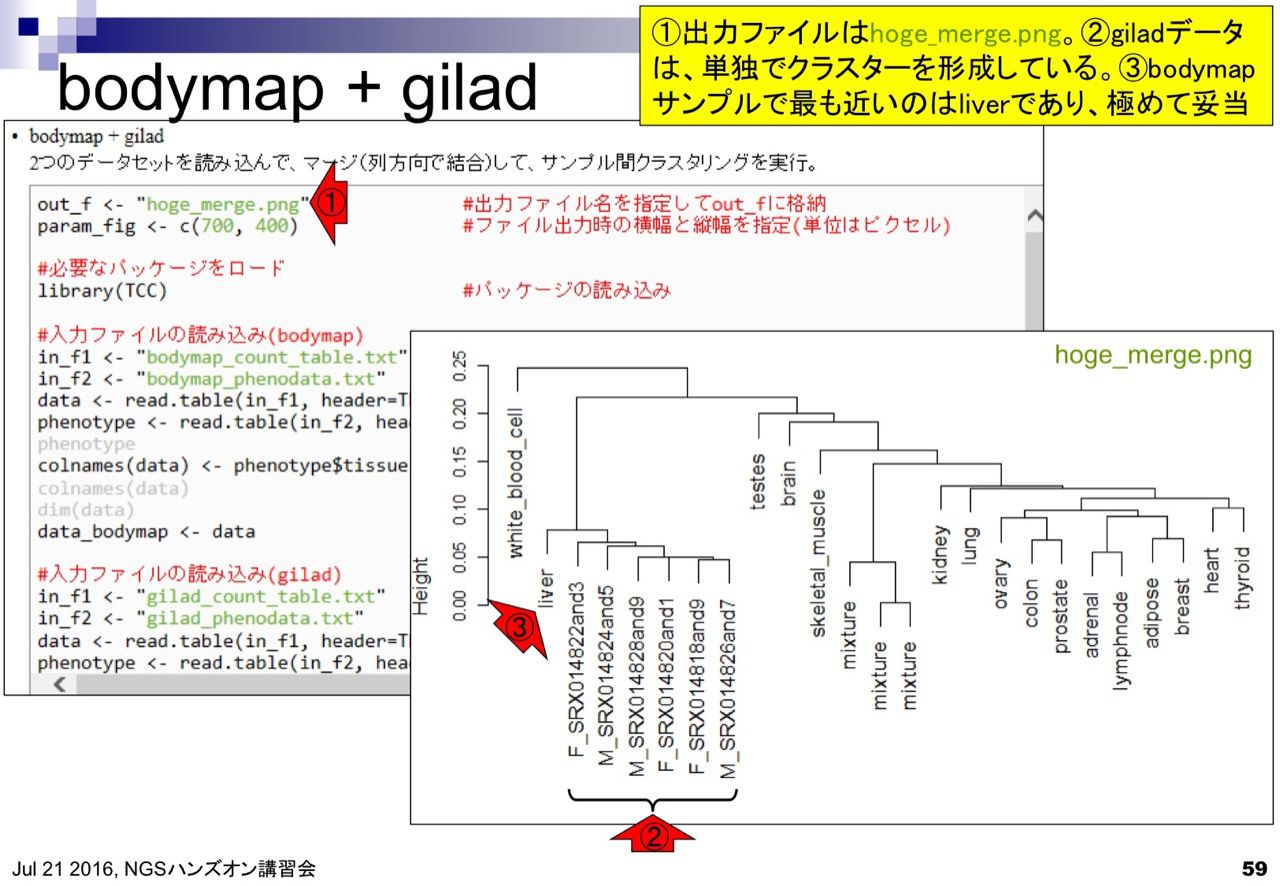 ①出力ファイルはhoge_merge.png。②giladデータ
は、単独でクラスターを形成している。③bodymap
サンプルで最も近いのはliverであり、極めて妥当
bodymap + gilad
• bodymap + gilad
2つのデータセットを読み込んで、マージ(列方向で結合)して、サンプル間クラスタリングを実行。
out_f <- "hoge_merge.png" #出力ファイル名を指定してout_fに格納
①
param_fig <- c(700, 400) #ファイル出力時の横幅と縦幅を指定(単位はピクセル)
#必要なパッケージをロード
library(TCC) #パッケージの読み込み
#入力ファイルの読み込み(bodymap)
in_f1 <- "bodymap_count_table.txt"
in_f2 <- "bodymap_phenodata.txt"
data <- read.table(in_f1, header=T
phenotype <- read.table(in_f2, hea
phenotype
colnames(data) <- phenotype$tissue
colnames(data)
dim(data)
data_bodymap <- data
#入力ファイルの読み込み(gilad)
in_f1 <- "gilad_count_table.txt"
in_f2 <- "gilad_phenodata.txt"
data <- read.table(in_f1, header=T
phenotype <- read.table(in_f2, hea
hoge_merge.png
Height
0.00
0.05
0.10
0.15
0.20
0.25
white_blood_cell
liver
F_SRX014822and3
M_SRX014824and5
M_SRX014828and9
F_SRX014820and1
F_SRX014818and9
M_SRX014826and7
testes
brain
skeletal_muscle
mixture
mixture
mixture
kidney
lung
ovary
colon
prostate
adrenal
lymphnode
adipose
breast
heart
thyroid
③
②
Jul 21 2016, NGSハンズオン講習会
59